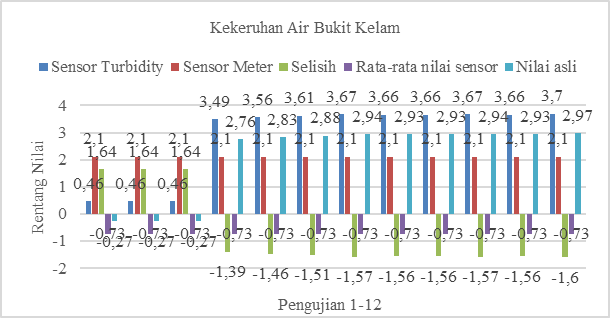 Kekeruhan Air Bukit Kelam
Sensor Turbidity Sensor Meter Selisih Rata-rata nilai sensor Nilai asli
3,49 3,56 3,61 3,67 3,66 3,66 3,67 3,66 3,7
2,76 2,83 2,88 2,94 2,93 2,93 2,94 2,93 2,97
2,1 2,1 2,1 2,1 2,1 2,1 2,1 2,1 2,1 2,1 2,1 2,1
1,64 1,64 1,64
0,46 0,46 0,46
-0,73 -0,73 -0,73 -0,73 -0,73 -0,73 -0,73 -0,73 -0,73 -0,73 -0,73 -0,73
-0,27 -0,27 -0,27
-1,39 -1,46 -1,51 -1,57 -1,56 -1,56 -1,57 -1,56 -1,6
4
3
2
1
0
-1
-2
Rentang Nilai
Pengujian 1-12